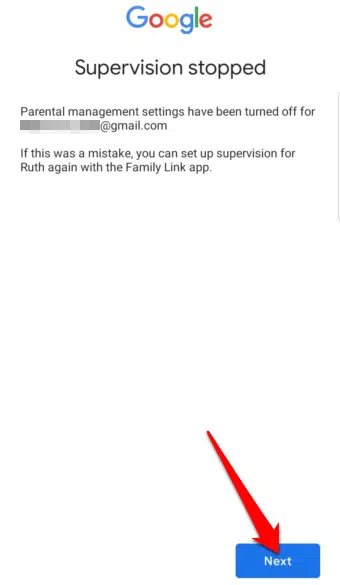 Google
Supervision stopped
Parental management settings have been turned off for
@gmail.com
If this was a mistake, you can set up supervision for
Ruth again with the Family Link app.
Next